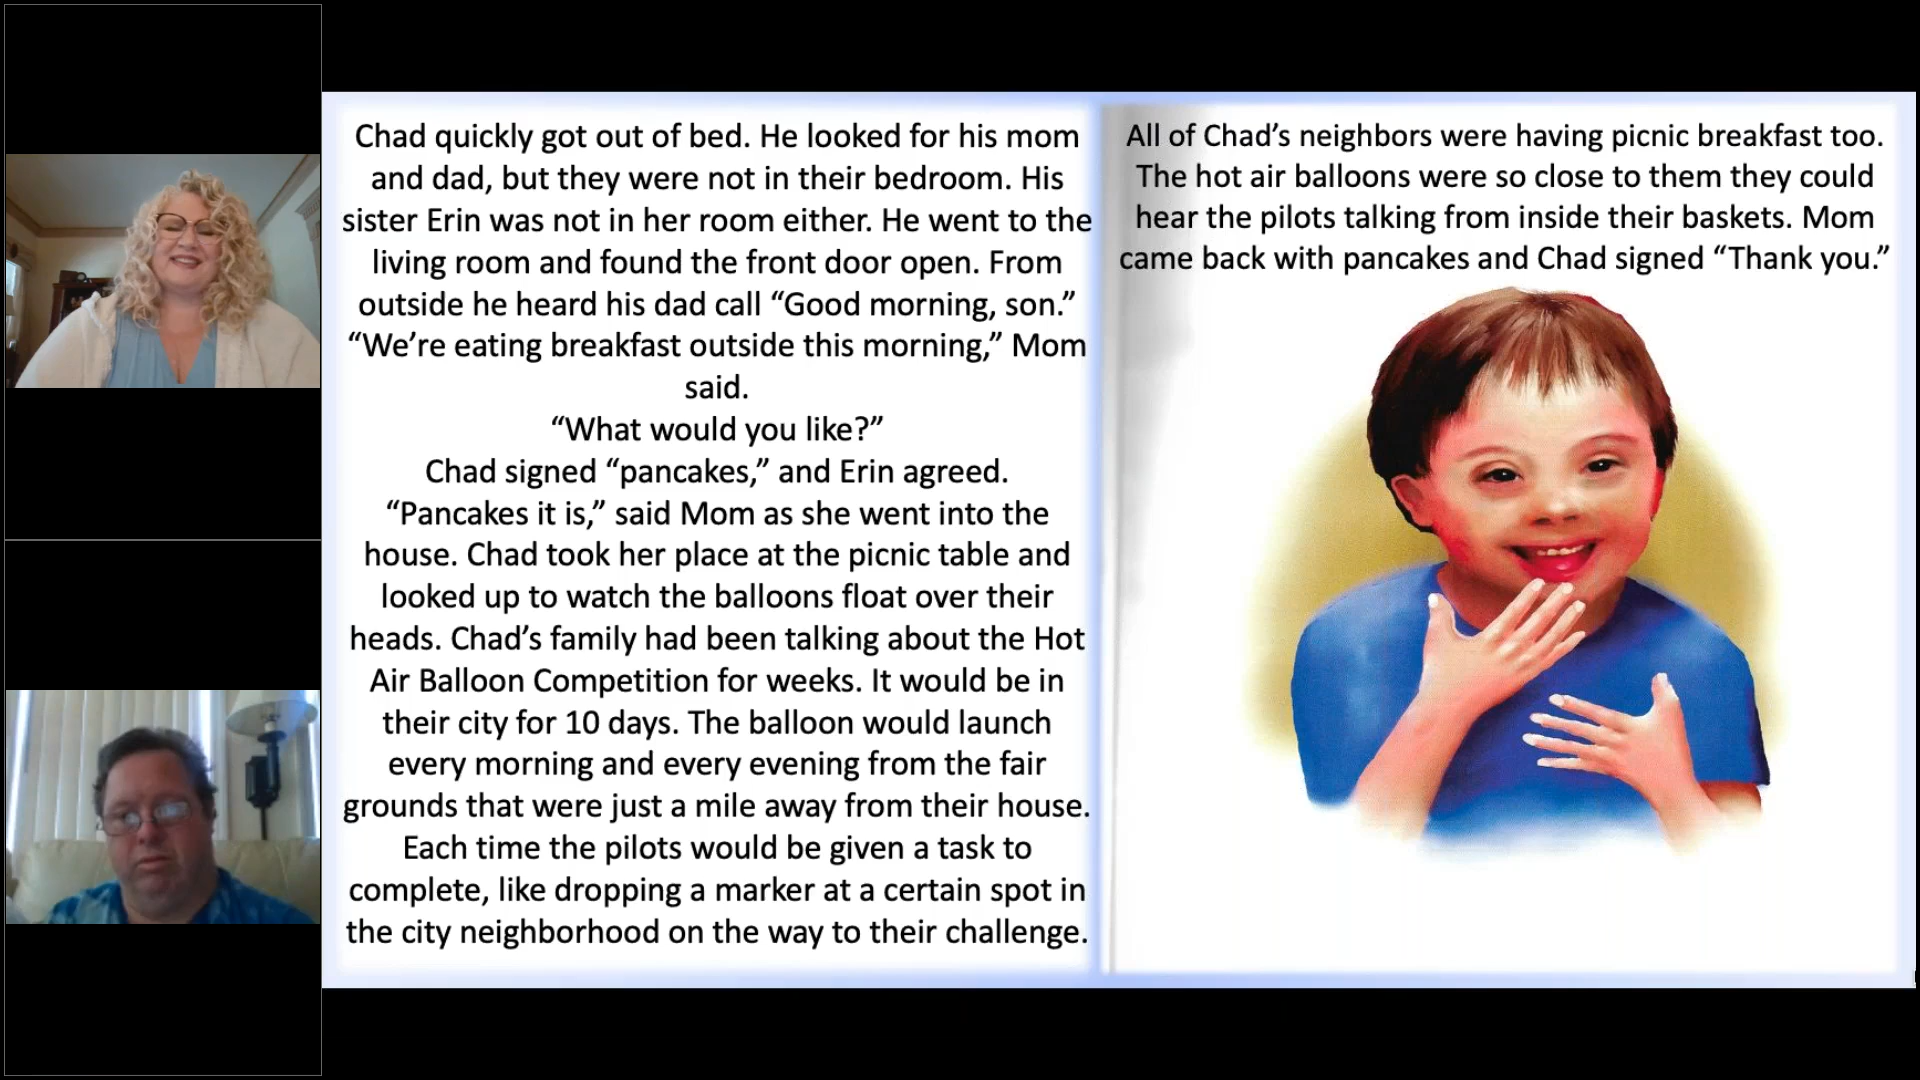 Chad quickly got out of bed. He looked for his mom
and dad, but they were not in their bedroom. His
sister Erin was not in her room either. He went to the
living room and found the front door open. From
outside he heard his dad call “Good morning, son.”
“We’re eating breakfast outside this morning,” Mom
said.
“What would you like?”
Chad signed “pancakes,” and Erin agreed.
“Pancakes it is,” said Mom as she went into the
house. Chad took her place at the picnic table and
looked up to watch the balloons float over their
heads. Chad’s family had been talking about the Hot
Air Balloon Competition for weeks. It would be in
their city for 10 days. The balloon would launch
every morning and every evening from the fair
grounds that were just a mile away from their house.
Each time the pilots would be given a task to
complete, like dropping a marker at a certain spot in
the city neighborhood on the way to their challenge.
All of Chad’s neighbors were having picnic breakfast too.
The hot air balloons were so close to them they could
hear the pilots talking from inside their baskets. Mom
came back with pancakes and Chad signed “Thank you.”